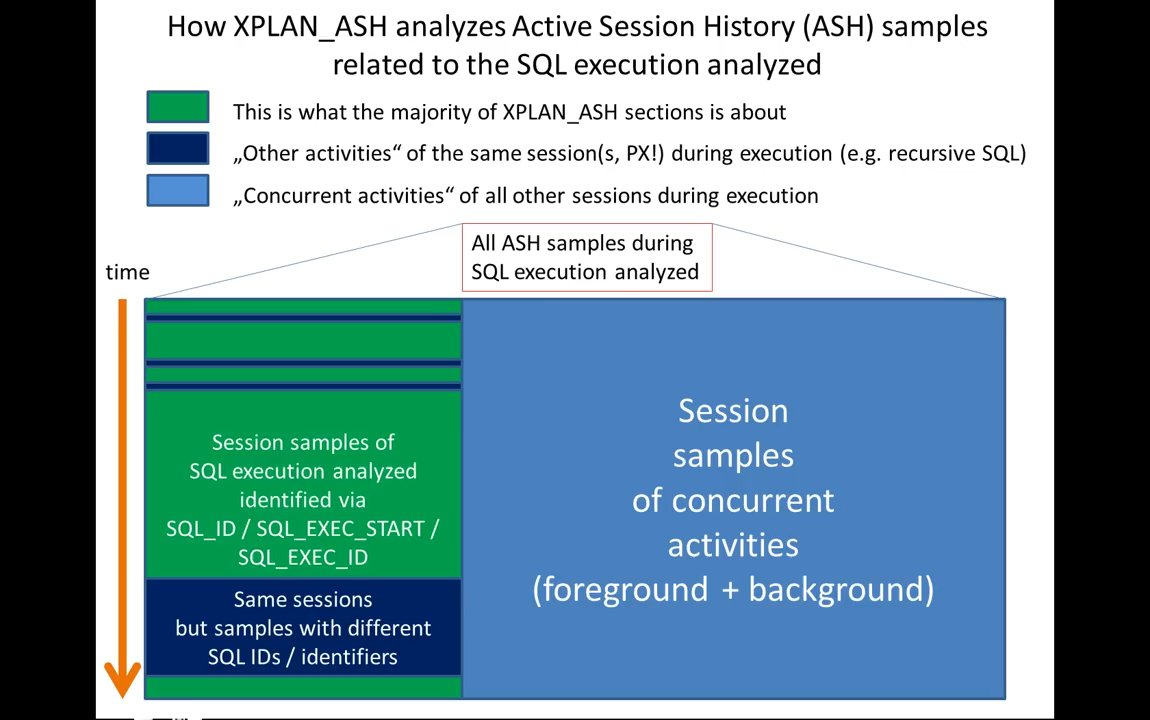 How XPLAN_ASH analyzes Active Session History (ASH) samples
related to the SQL execution analyzed
This is what the majority of XPLAN_ASH sections is about
„Other activities“ of the same session(s, PX!) during execution (e.g. recursive SQL)
„Concurrent activities“ of all other sessions during execution
All ASH samples during
SQL execution analyzed
time
Session samples of
SQL execution analyzed
identified via
SQL_ID / SQL_EXEC_START /
SQL_EXEC_ID
Same sessions
but samples with different
SQL IDs / identifiers
Session
samples
of concurrent
activities
(foreground + background)